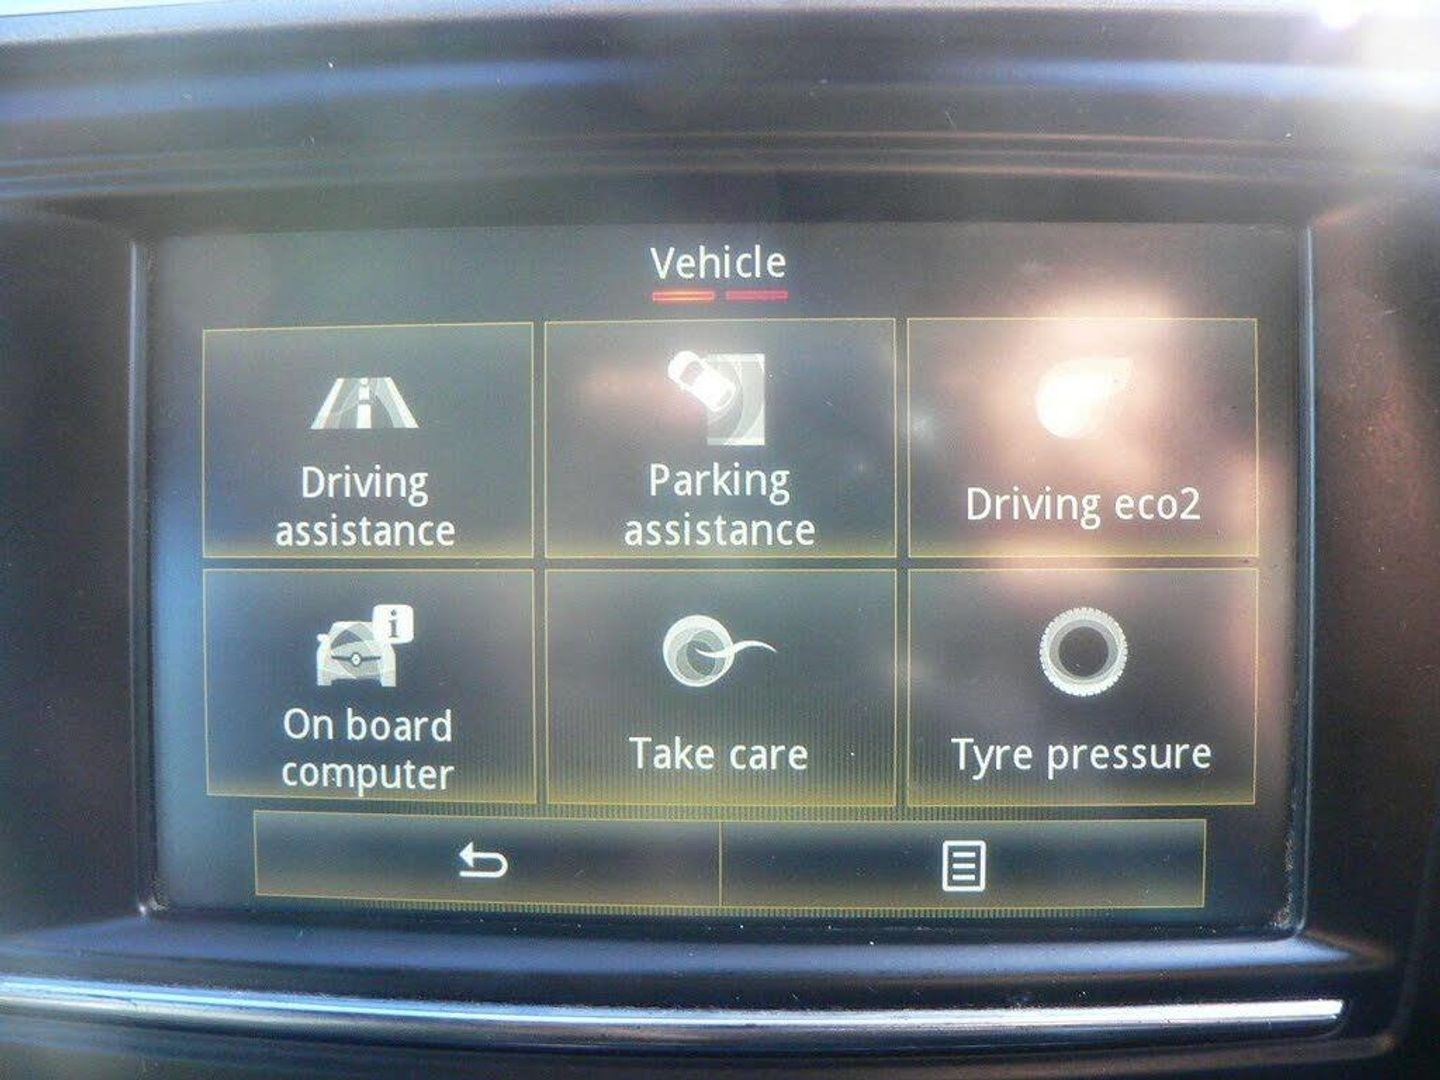 Vehicle
Driving
assistance
Parking
assistance
Driving eco2
i
On board
computer
Take care
Tyre pressure